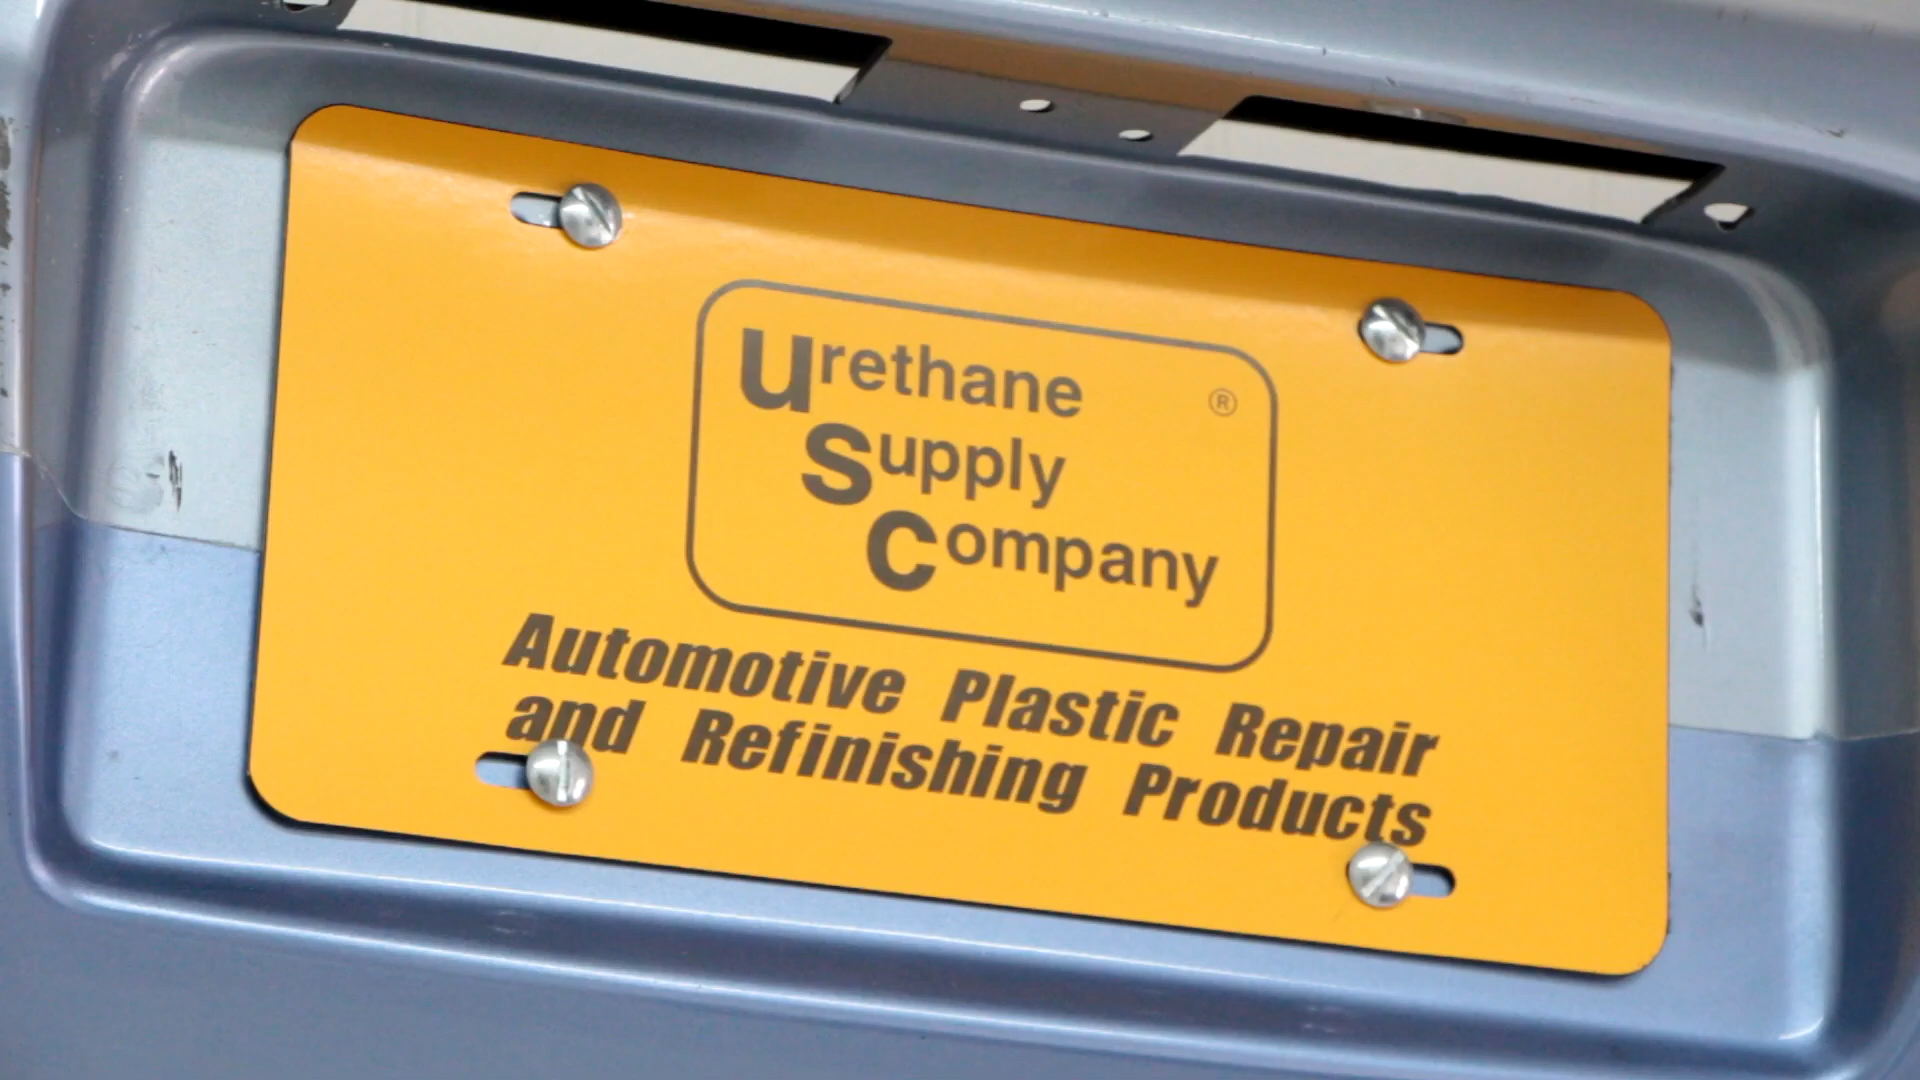 Urethane ®
Supply
Company
Automotive Plastic Repair
and Refinishing Products